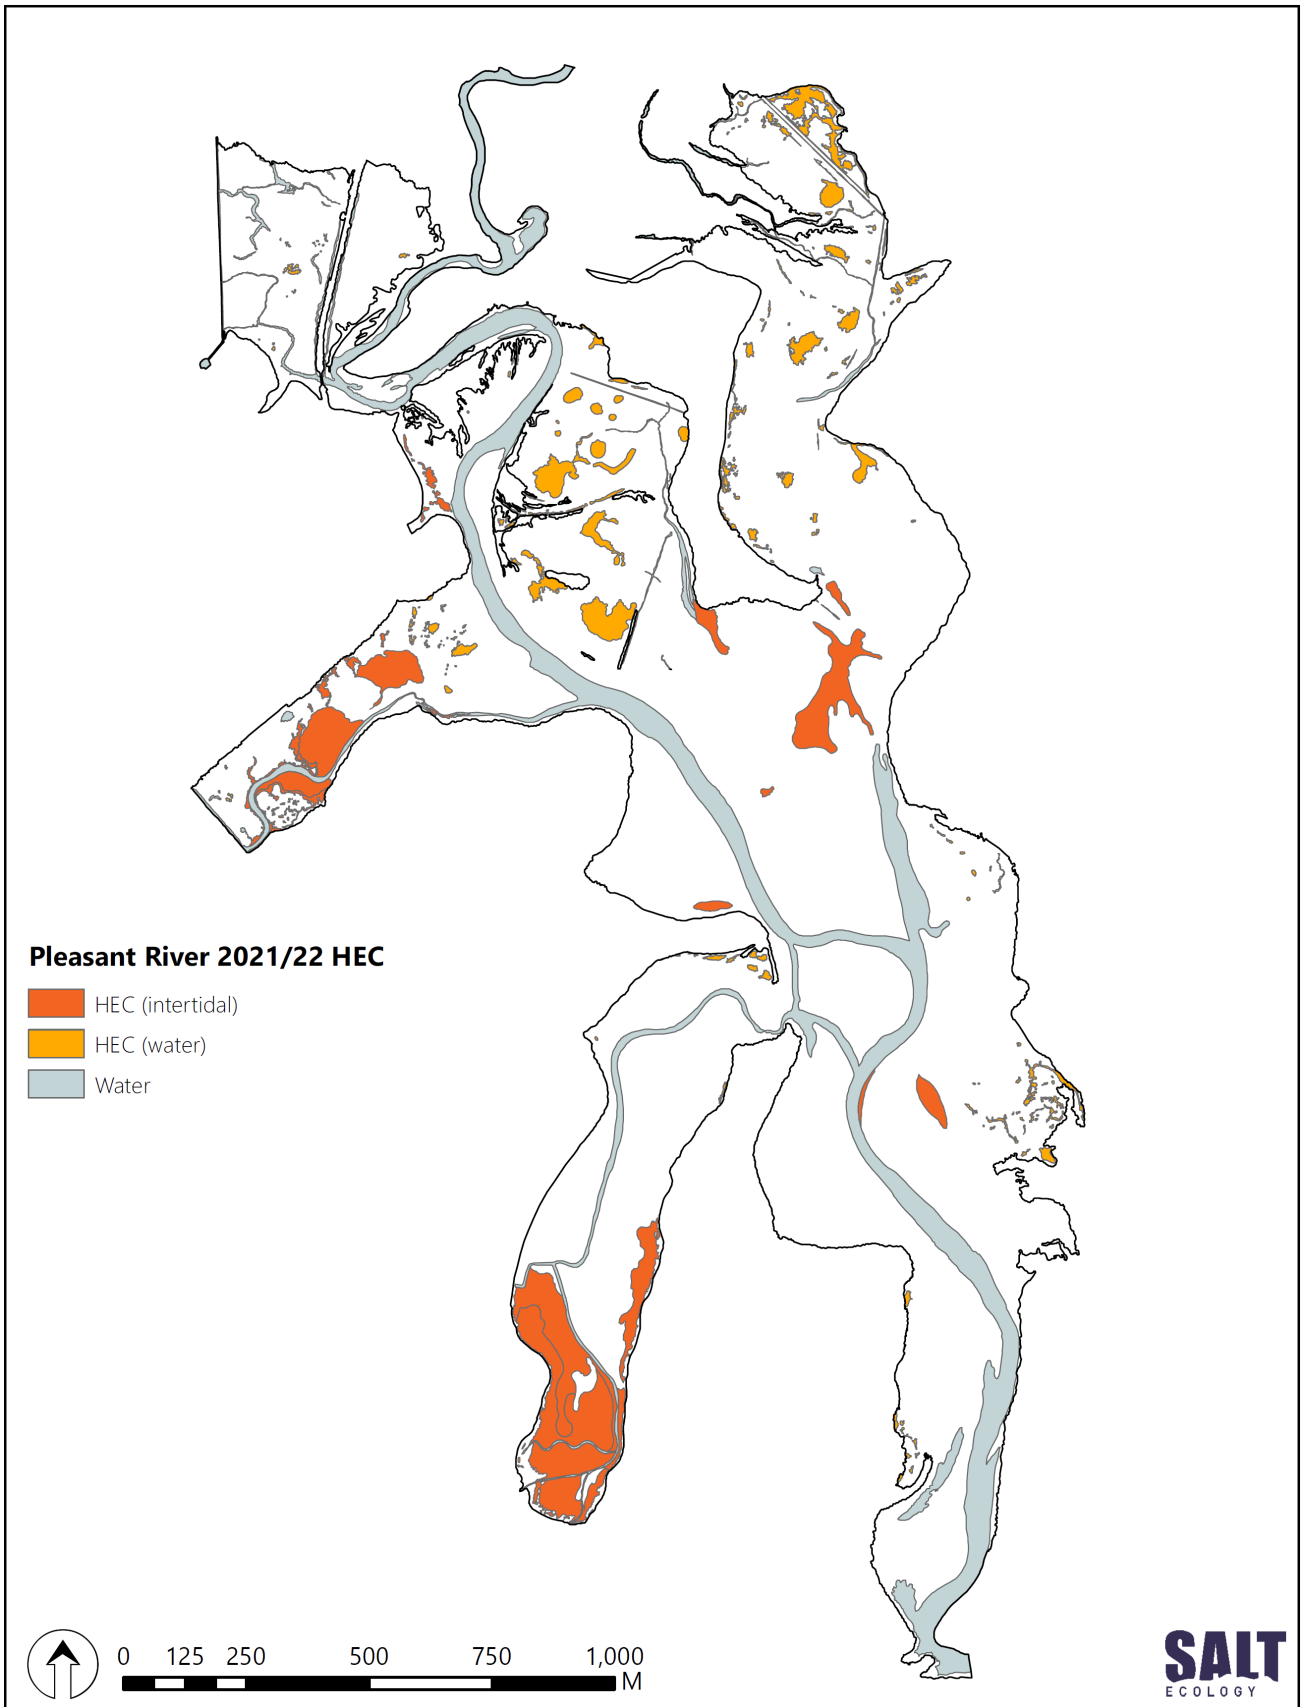 Pleasant River 2021/22 HEC
HEC (intertidal)
HEC (water)
Water
0 125 250 500 750 1,000
M
SALT
ECOLOGY